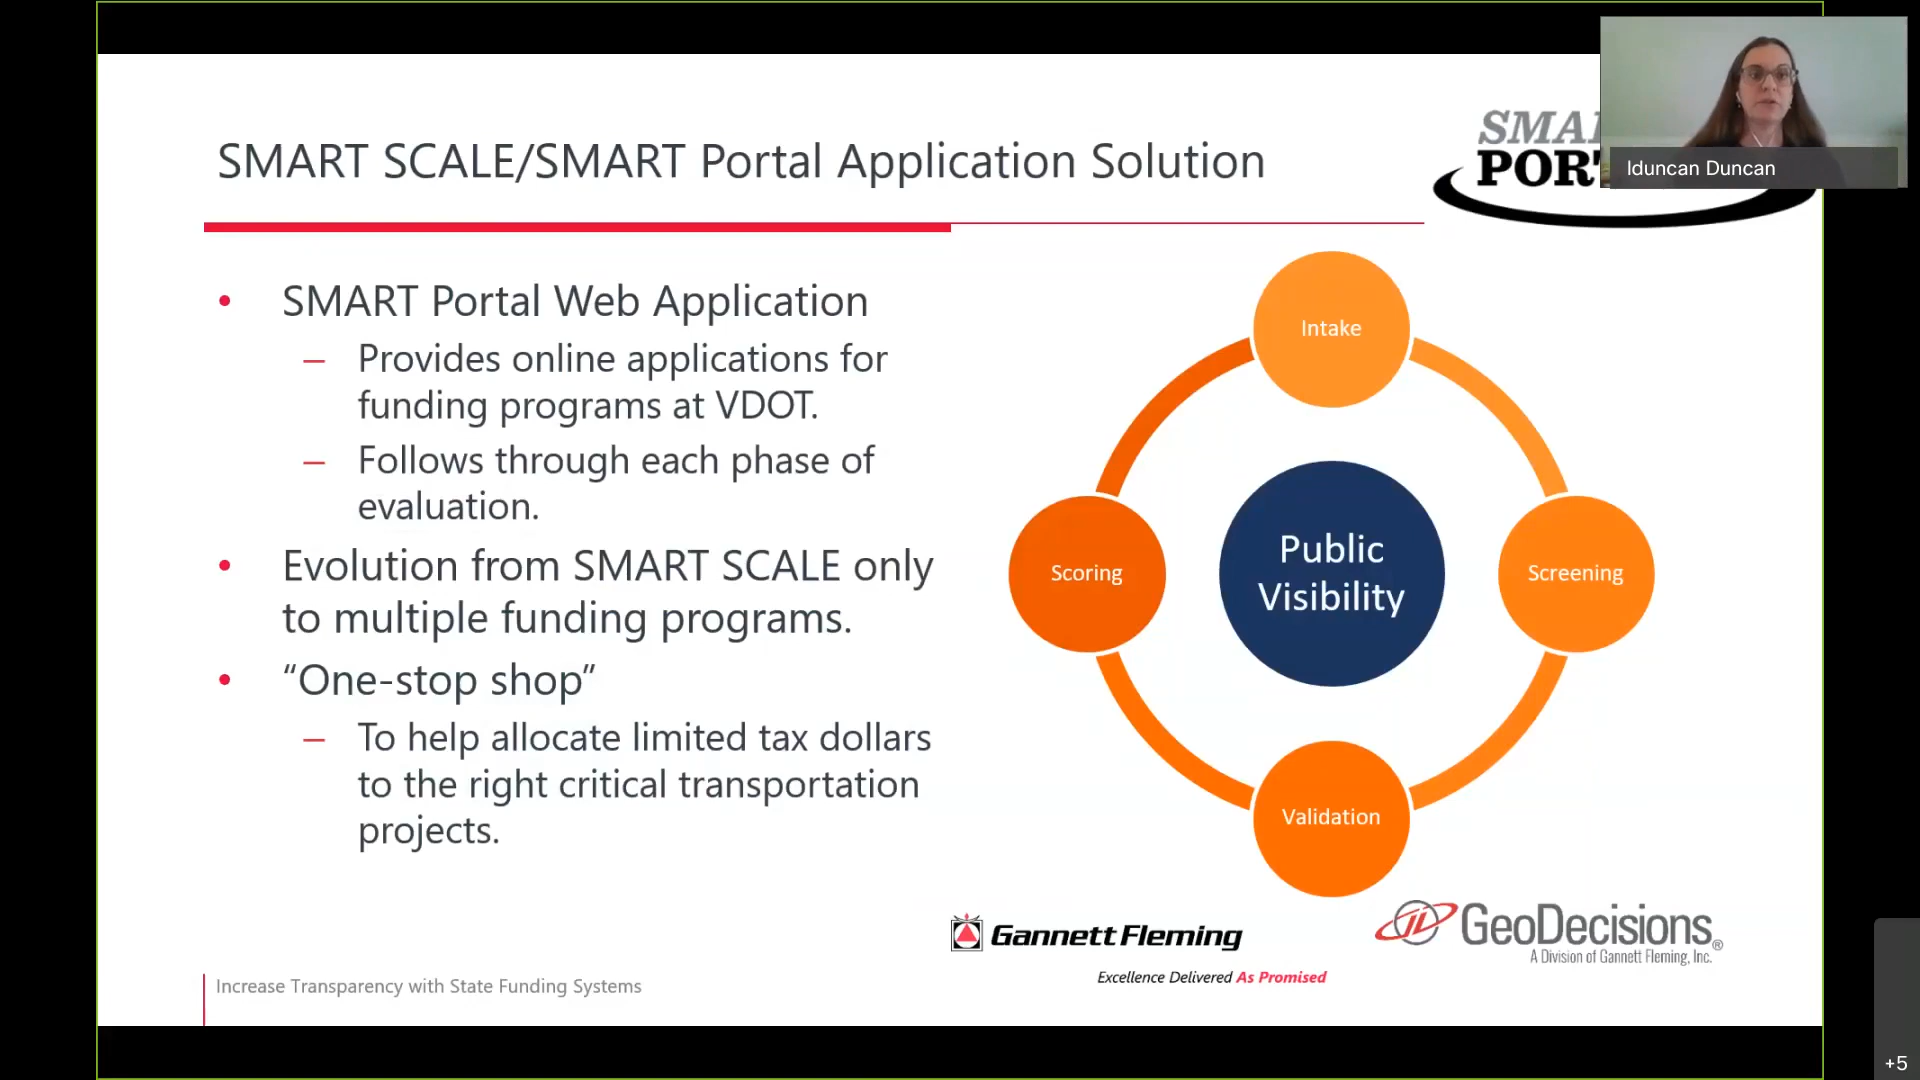 SMART SCALE/SMART Portal Application Solution
SMA
POR
Iduncan Duncan
• SMART Portal Web Application
– Provides online applications for
funding programs at VDOT.
– Follows through each phase of
evaluation.
• Evolution from SMART SCALE only
to multiple funding programs.
• “One-stop shop”
– To help allocate limited tax dollars
to the right critical transportation
projects.
Intake
Screening
Validation
Scoring
Public
Visibility
Gannett Fleming
Excellence Delivered As Promised
GeoDecisions®
A Division of Gannett Fleming, Inc.
Increase Transparency with State Funding Systems
+5